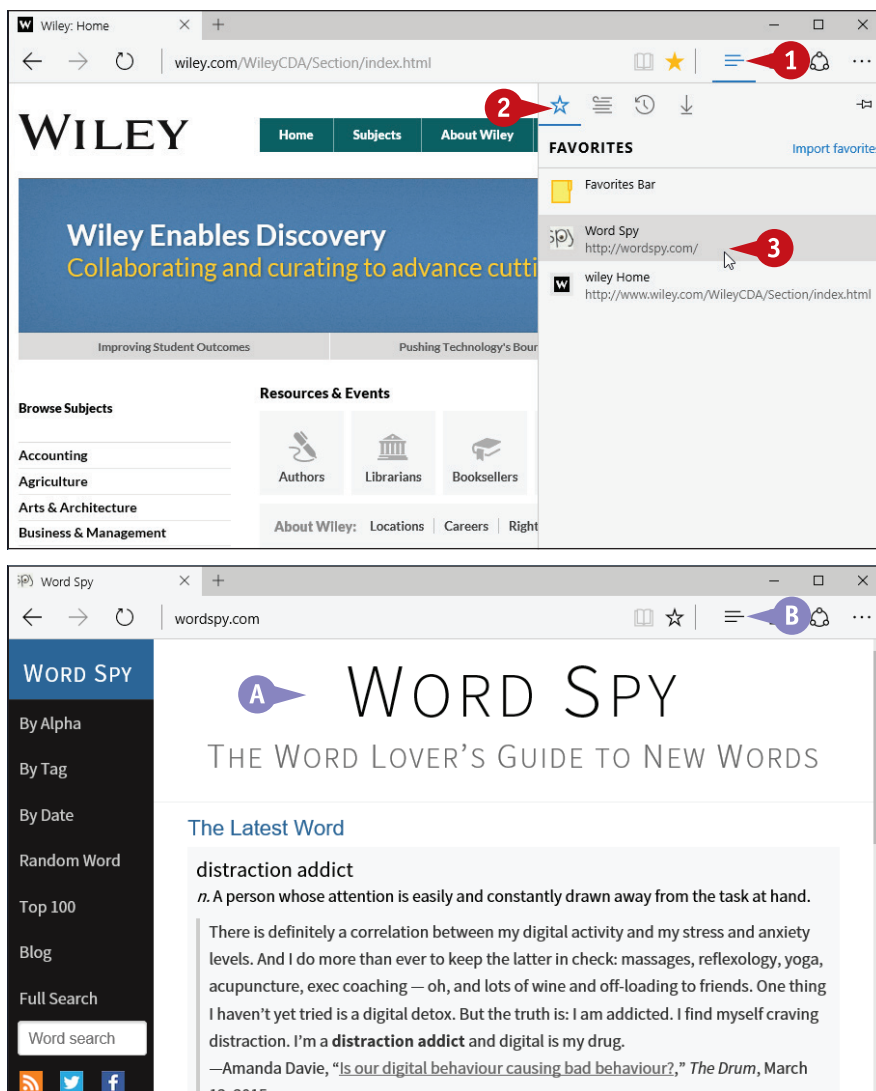 Wiley: Home
wiley.com/WileyCDA/Section/index.html
1
2
WILEY
Home Subjects About Wiley
FAVORITES Import favorite
Favorites Bar
Word Spy
http://wordspy.com/
3
wiley Home
http://www.wiley.com/WileyCDA/Section/index.html
Wiley Enables Discovery
Collaborating and curating to advance cutti
Improving Student Outcomes Pushing Technology's Bour
Browse Subjects
Accounting
Agriculture
Arts & Architecture
Business & Management
Resources & Events
Authors Librarians Booksellers
About Wiley: Locations Careers Right
Word Spy
wordspy.com
B
WORD SPY
By Alpha
By Tag
By Date
Random Word
Top 100
Blog
Full Search
Word search
A
WORD SPY
THE WORD LOVER'S GUIDE TO NEW WORDS
The Latest Word
distraction addict
n. A person whose attention is easily and constantly drawn away from the task at hand.
There is definitely a correlation between my digital activity and my stress and anxiety
levels. And I do more than ever to keep the latter in check: massages, reflexology, yoga,
acupuncture, exec coaching — oh, and lots of wine and off-loading to friends. One thing
I haven't yet tried is a digital detox. But the truth is: I am addicted. I find myself craving
distraction. I'm a distraction addict and digital is my drug.
—Amanda Davie, “Is our digital behaviour causing bad behaviour?,” The Drum, March